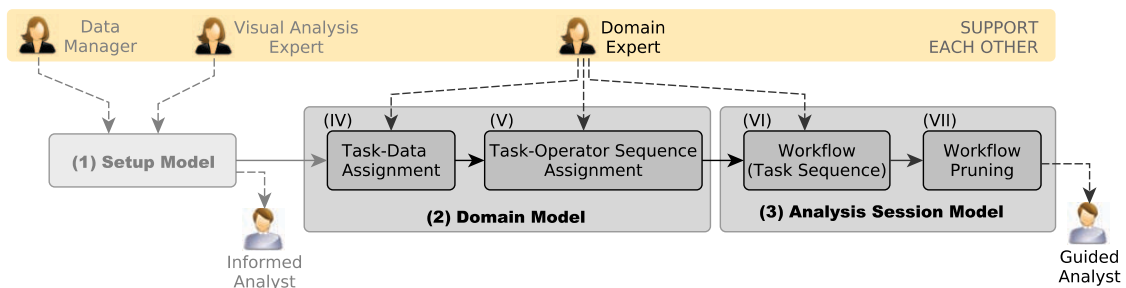 Data
Manager
Visual Analysis
Expert
Domain
Expert
SUPPORT
EACH OTHER
(1) Setup Model
(IV)
Task-Data
Assignment
(V)
Task-Operator Sequence
Assignment
(2) Domain Model
(VI)
Workflow
(Task Sequence)
(VII)
Workflow
Pruning
(3) Analysis Session Model
Informed
Analyst
Guided
Analyst